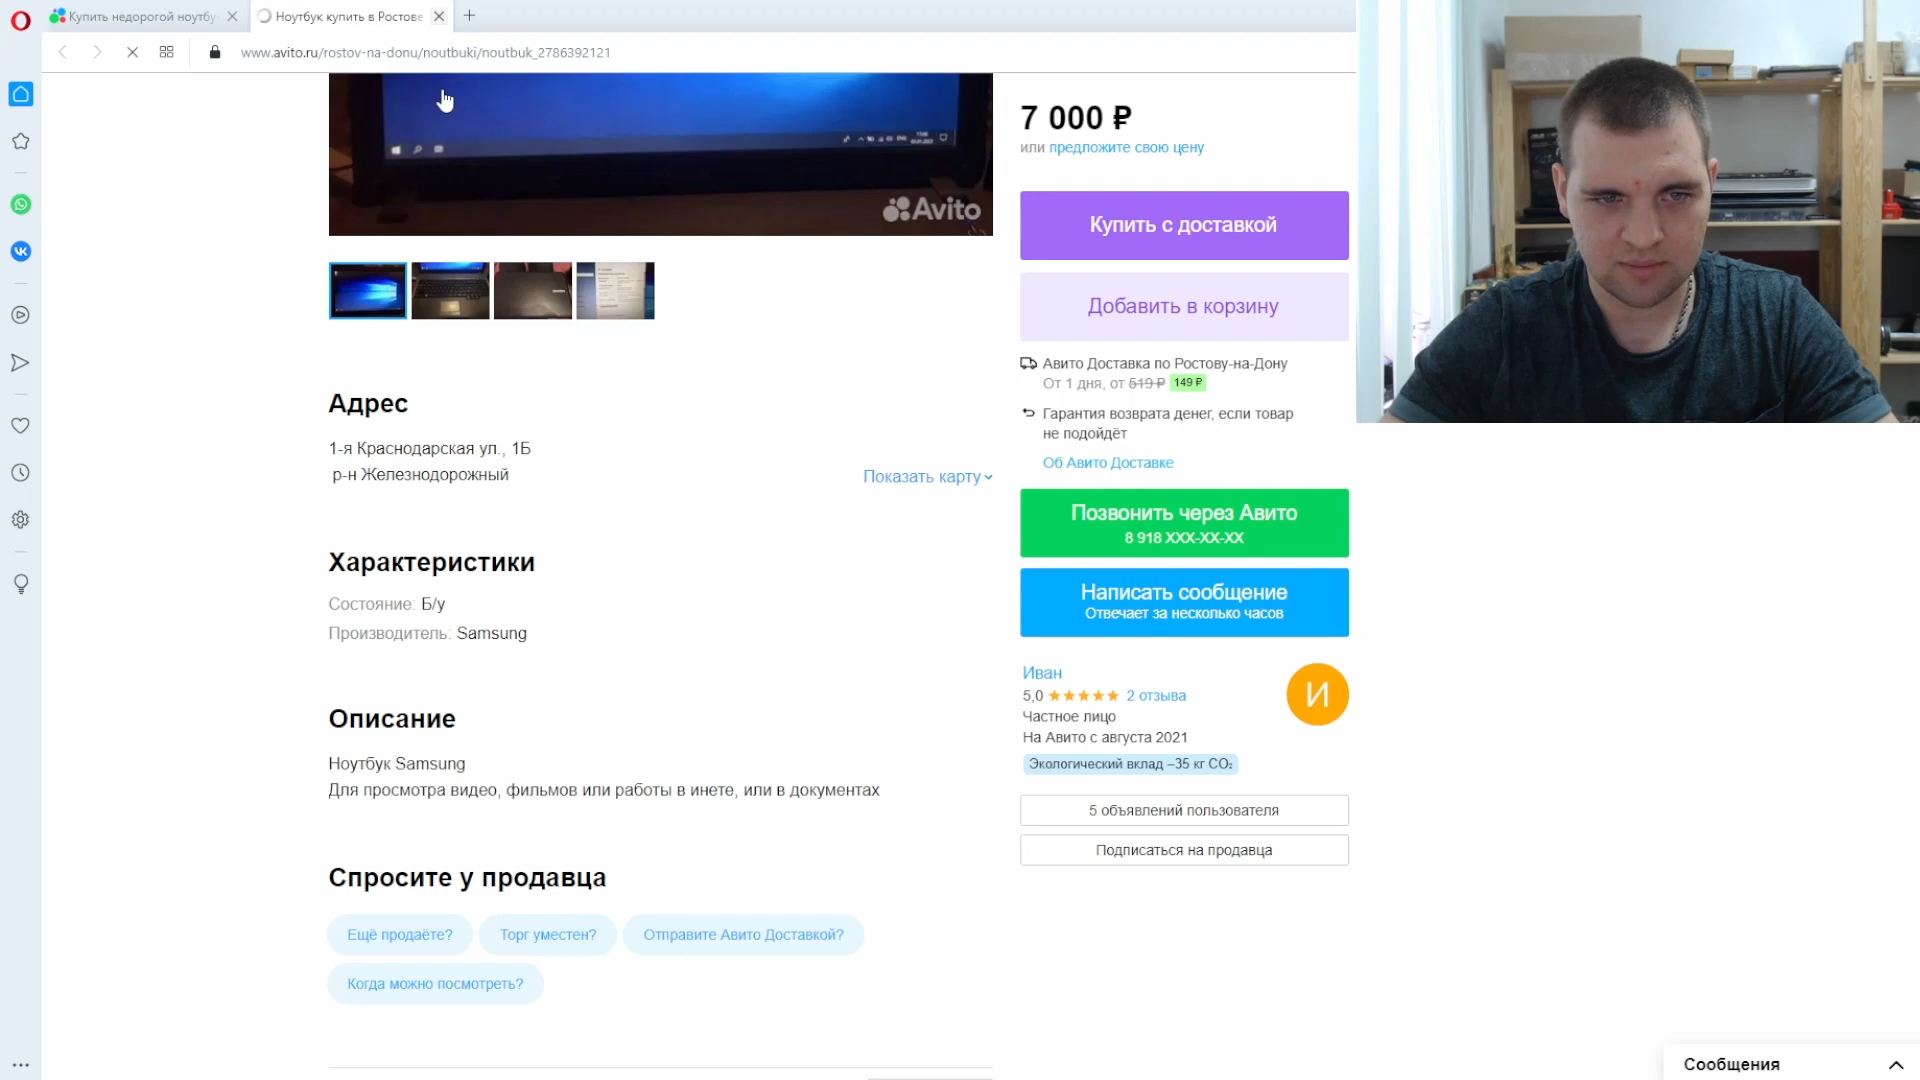 Купить недорогой ноутбу
Ноутбук купить в Ростове
www.avito.ru/rostov-na-donu/noutbuki/noutbuk_2786392121
Avito
7 000 ₽
или предложите свою цену
Купить с доставкой
Добавить в корзину
Авито Доставка по Ростову-на-Дону
От 1 дня, от 519 ₽ 149 ₽
Гарантия возврата денег, если товар
не подойдёт
Об Авито Доставке
Позвонить через Авито
8 918 XXX-XX-XX
Написать сообщение
Отвечает за несколько часов
Иван
5,0 ★★★★★ 2 отзыва
Частное лицо
На Авито с августа 2021
Экологический вклад –35 кг CO₂
И
5 объявлений пользователя
Подписаться на продавца
Адрес
1-я Краснодарская ул., 1Б
р-н Железнодорожный
Показать карту
Характеристики
Состояние: Б/у
Производитель: Samsung
Описание
Ноутбук Samsung
Для просмотра видео, фильмов или работы в инете, или в документах
Спросите у продавца
Ещё продаёте?
Торг уместен?
Отправите Авито Доставкой?
Когда можно посмотреть?
Сообщения